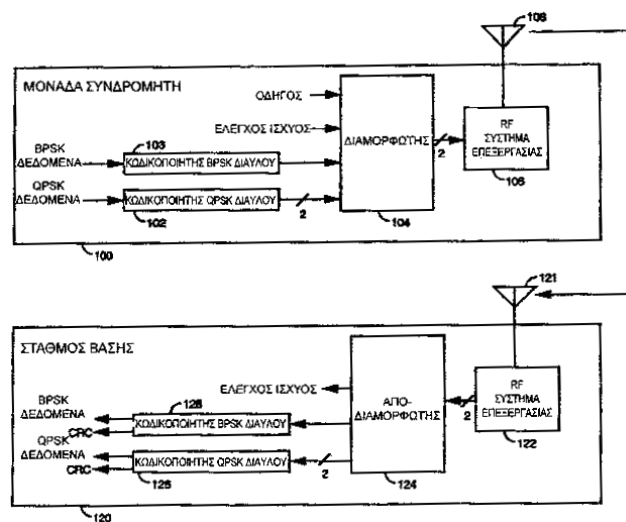 108
ΜΟΝΑΔΑ ΣΥΝΔΡΟΜΗΤΗ
ΟΔΗΓΟΣ
ΕΛΕΓΧΟΣ ΙΣΧΥΟΣ
BPSK
ΔΕΔΟΜΕΝΑ
103
ΚΩΔΙΚΟΠΟΙΗΤΗΣ BPSK ΔΙΑΥΛΟΥ
QPSK
ΔΕΔΟΜΕΝΑ
ΚΩΔΙΚΟΠΟΙΗΤΗΣ QPSK ΔΙΑΥΛΟΥ
102
2
ΔΙΑΜΟΡΦΩΤΗΣ
104
2
RF
ΣΥΣΤΗΜΑ
ΕΠΕΞΕΡΓΑΣΙΑΣ
106
100
121
ΣΤΑΘΜΟΣ ΒΑΣΗΣ
ΕΛΕΓΧΟΣ ΙΣΧΥΟΣ
BPSK
ΔΕΔΟΜΕΝΑ
CRC
128
ΚΩΔΙΚΟΠΟΙΗΤΗΣ BPSK ΔΙΑΥΛΟΥ
QPSK
ΔΕΔΟΜΕΝΑ
CRC
ΚΩΔΙΚΟΠΟΙΗΤΗΣ QPSK ΔΙΑΥΛΟΥ
126
2
ΑΠΟ-
ΔΙΑΜΟΡΦΩΤΗΣ
124
2
RF
ΣΥΣΤΗΜΑ
ΕΠΕΞΕΡΓΑΣΙΑΣ
122
120